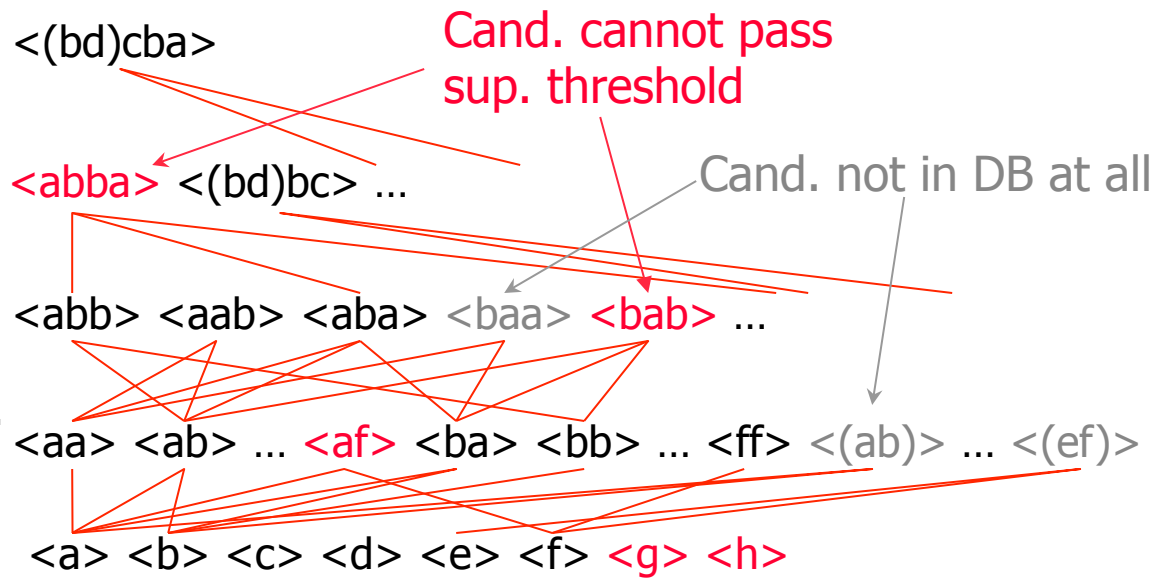 <(bd)cba>
Cand. cannot pass
sup. threshold
<abba> <(bd)bc> ...
Cand. not in DB at all
<abb> <aab> <aba> <baa> <bab> ...
<aa> <ab> ... <af> <ba> <bb> ... <ff> <(ab)> ... <(ef)>
<a> <b> <c> <d> <e> <f> <g> <h>